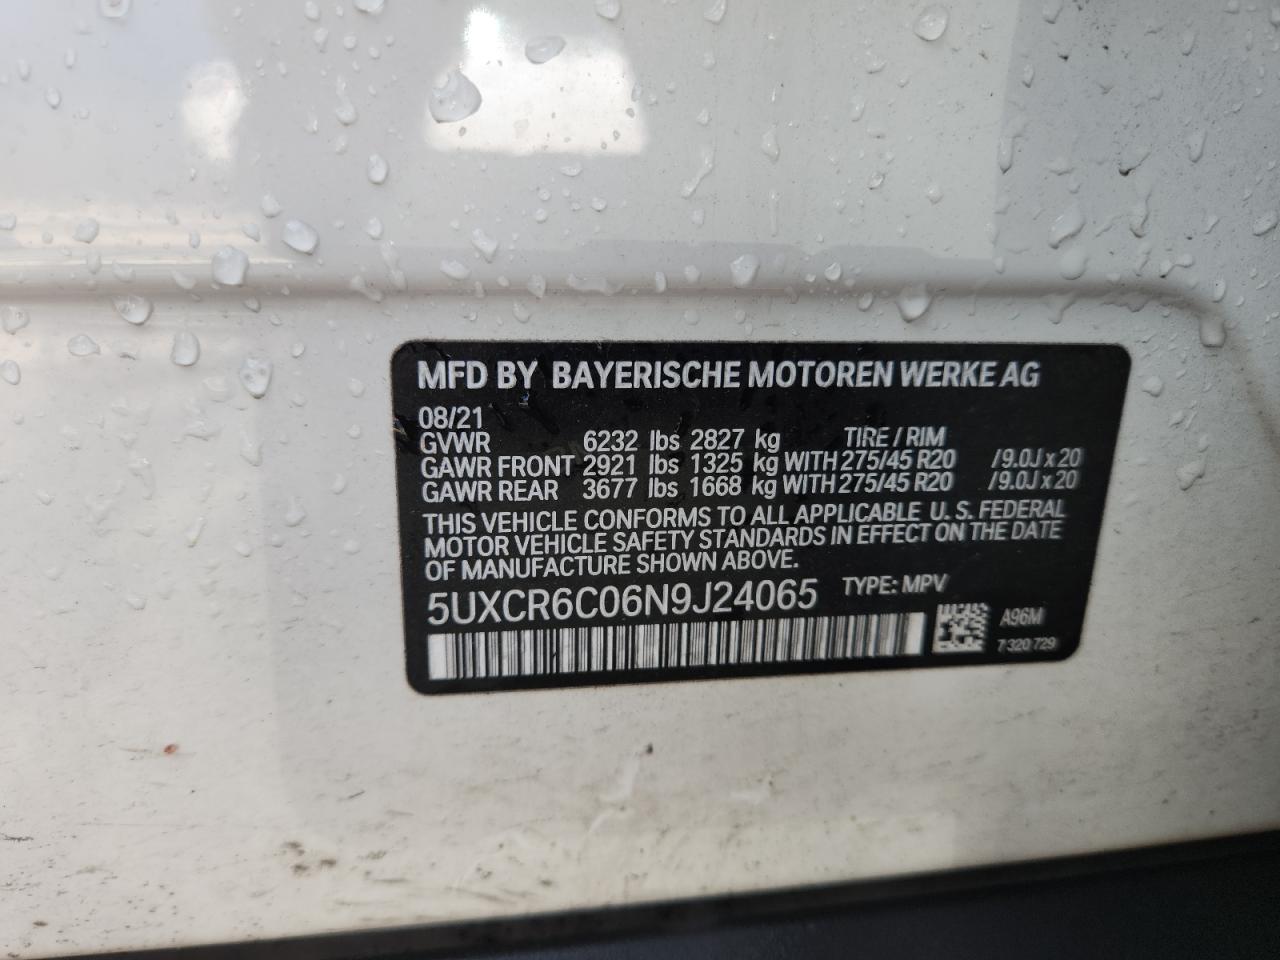 MFD BY BAYERISCHE MOTOREN WERKE AG
08/21
GVWR 6232 lbs 2827 kg TIRE / RIM
GAWR FRONT 2921 lbs 1325 kg WITH 275/45 R20 /9.0J x 20
GAWR REAR 3677 lbs 1668 kg WITH 275/45 R20 /9.0J x 20
THIS VEHICLE CONFORMS TO ALL APPLICABLE U.S. FEDERAL
MOTOR VEHICLE SAFETY STANDARDS IN EFFECT ON THE DATE
OF MANUFACTURE SHOWN ABOVE.
5UXCR6C06N9J24065 TYPE: MPV
A96M
7 320 729